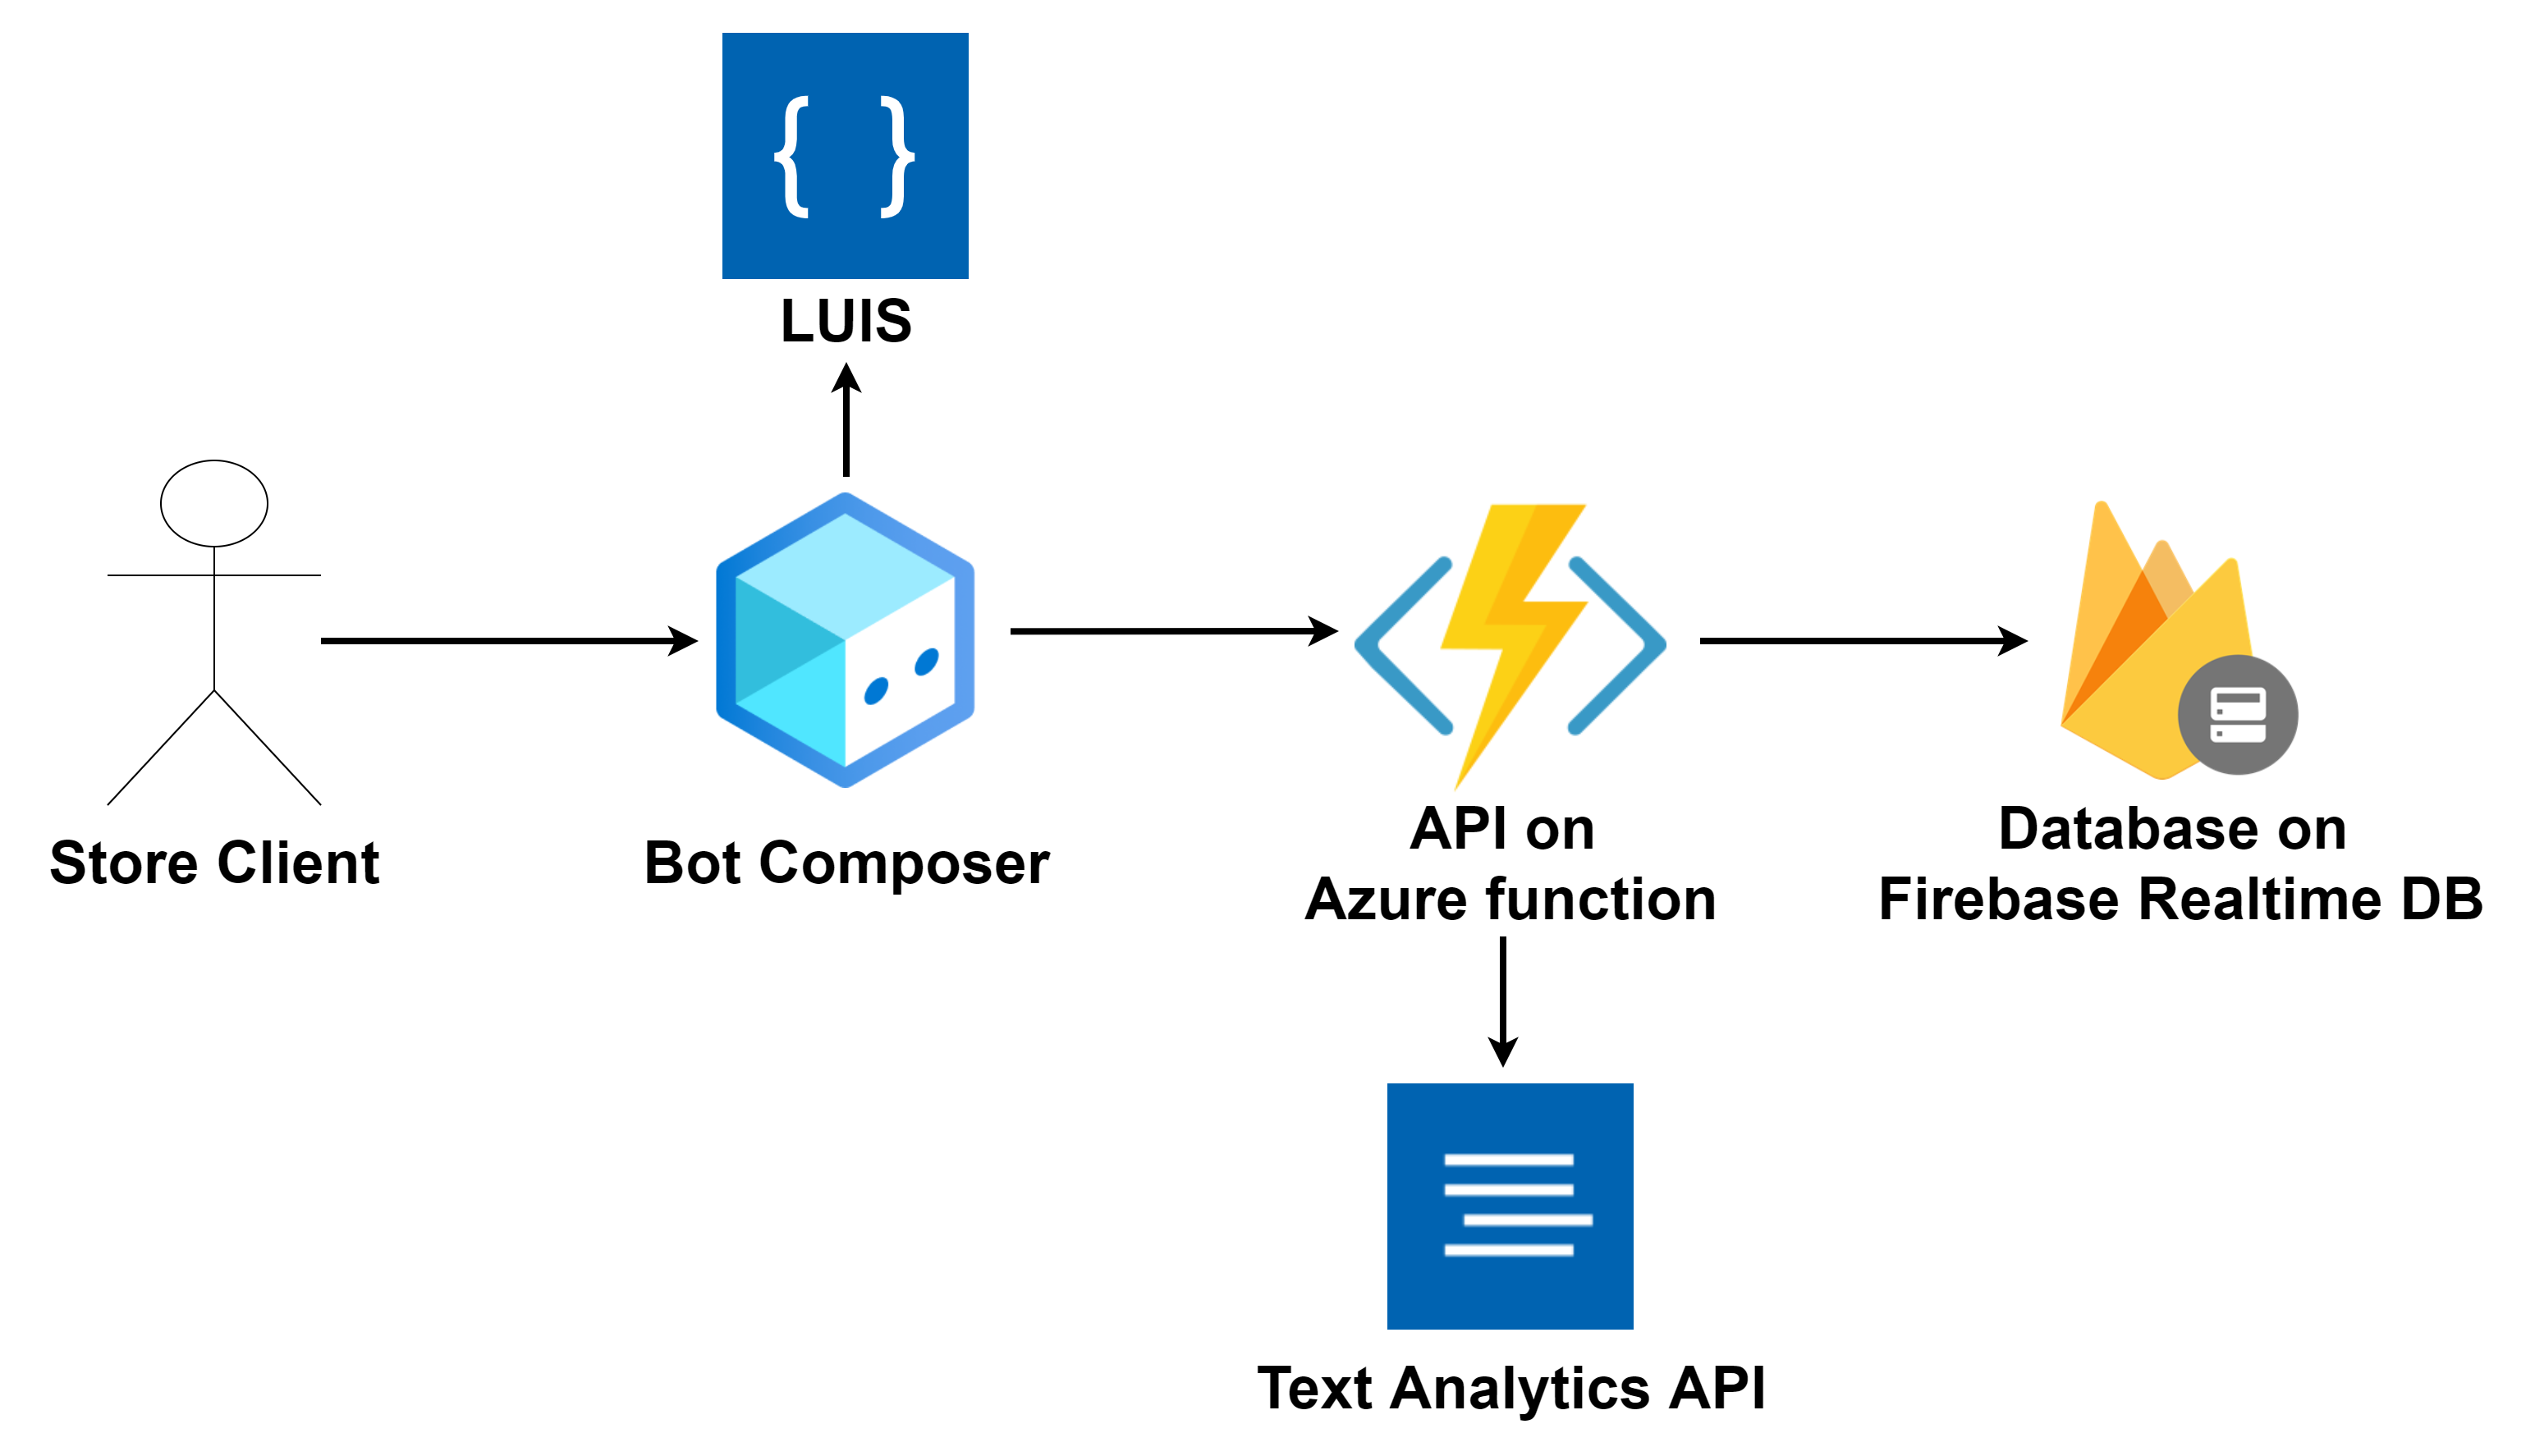 LUIS
Store Client
Bot Composer
API on
Azure function
Database on
Firebase Realtime DB
Text Analytics API